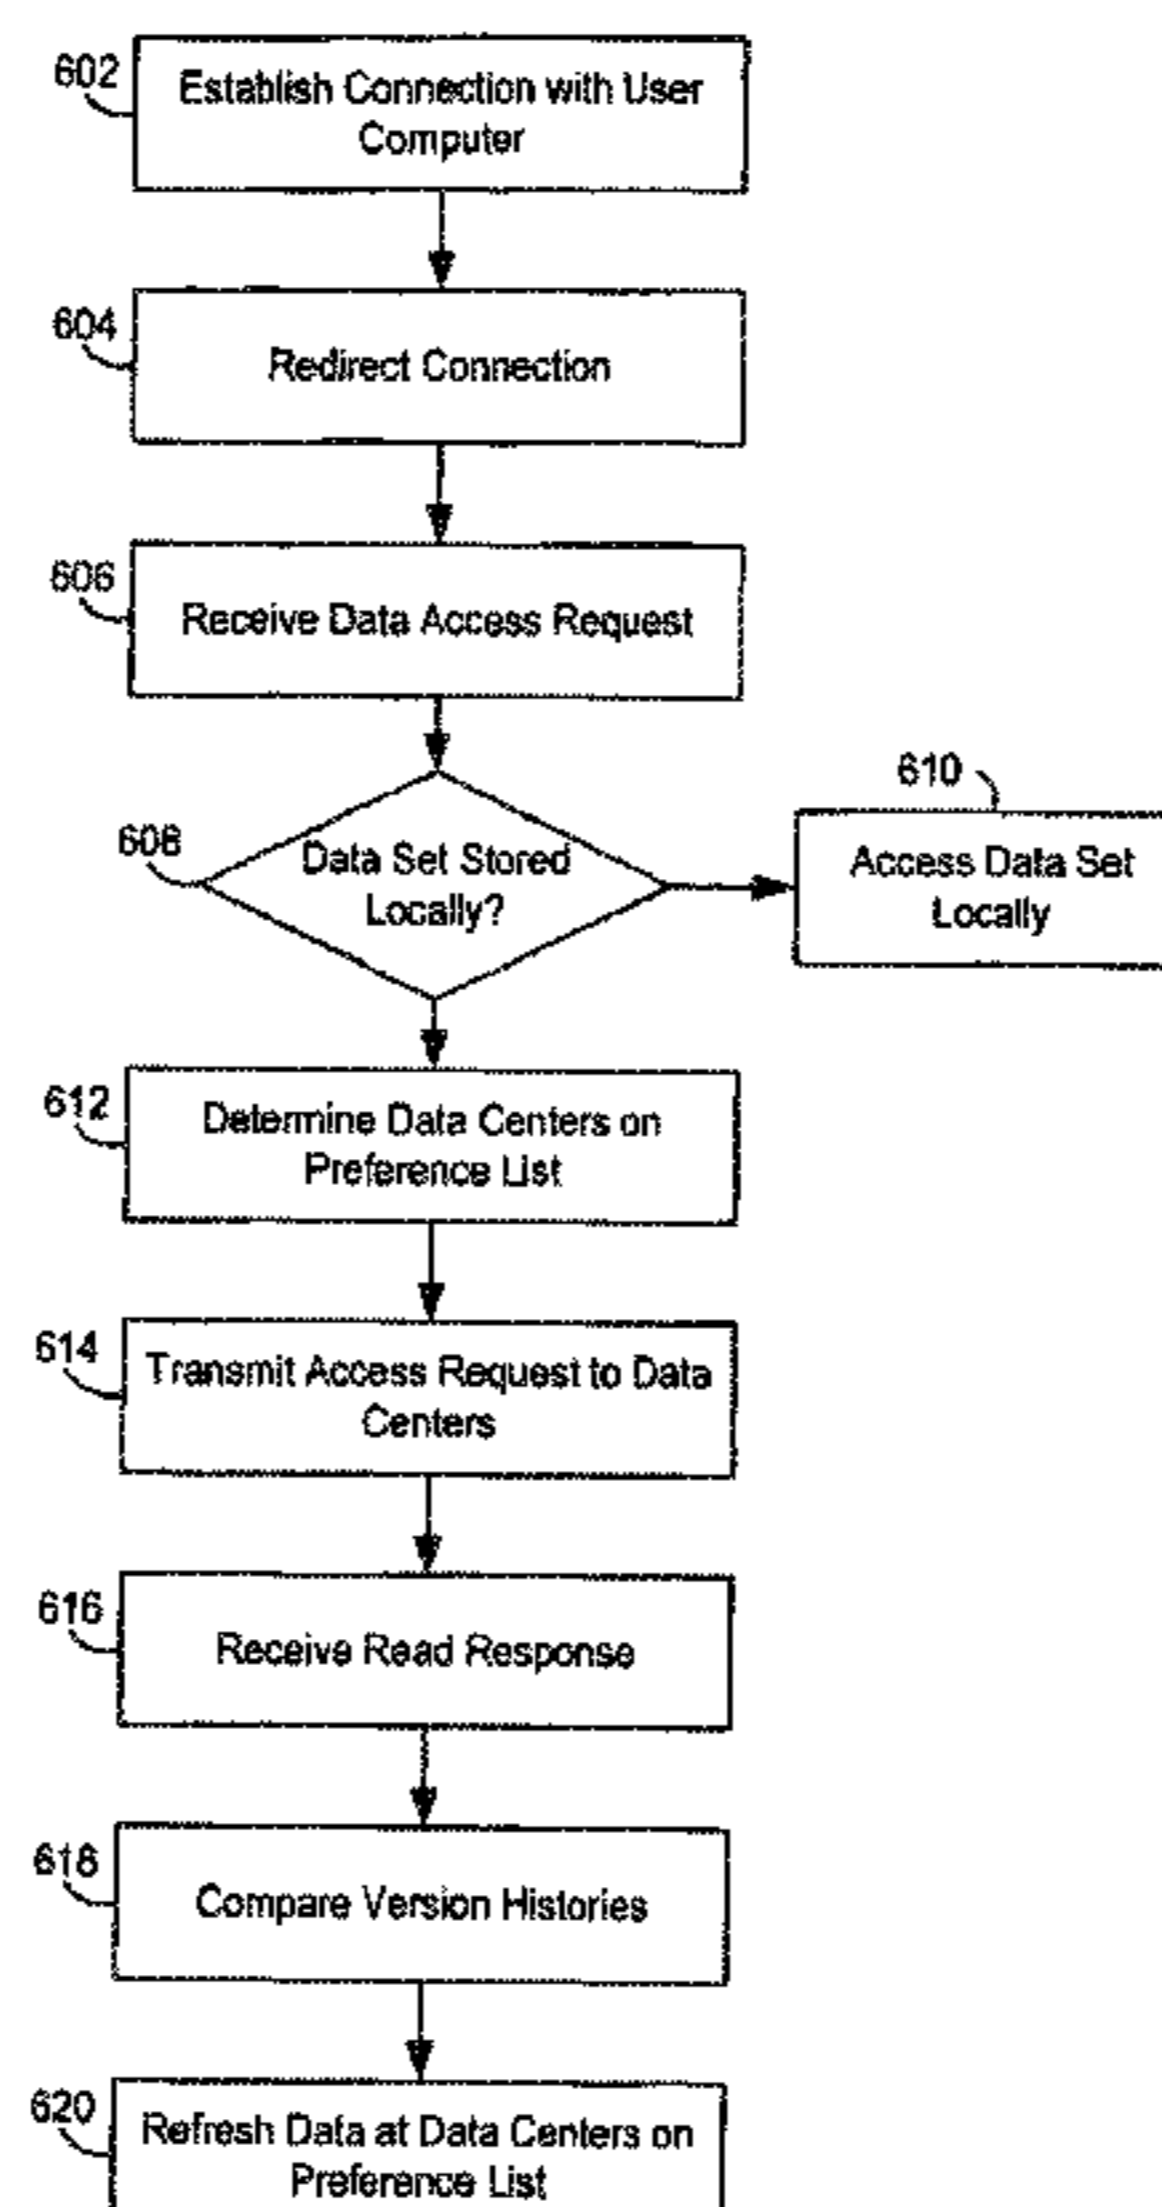 602
Establish Connection with User
Computer
604
Redirect Connection
606
Receive Data Access Request
608
Data Set Stored
Locally?
610
Access Data Set
Locally
612
Determine Data Centers on
Preference List
614
Transmit Access Request to Data
Centers
616
Receive Read Response
618
Compare Version Histories
620
Refresh Data at Data Centers on
Preference List